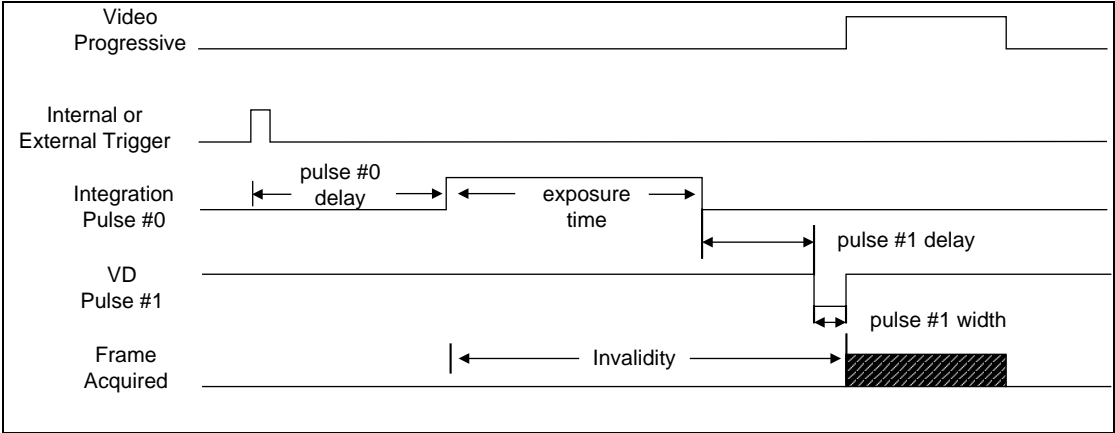 Video
Progressive
Internal or
External Trigger
Integration
Pulse #0
pulse #0
delay
exposure
time
pulse #1 delay
VD
Pulse #1
pulse #1 width
Frame
Acquired
Invalidity